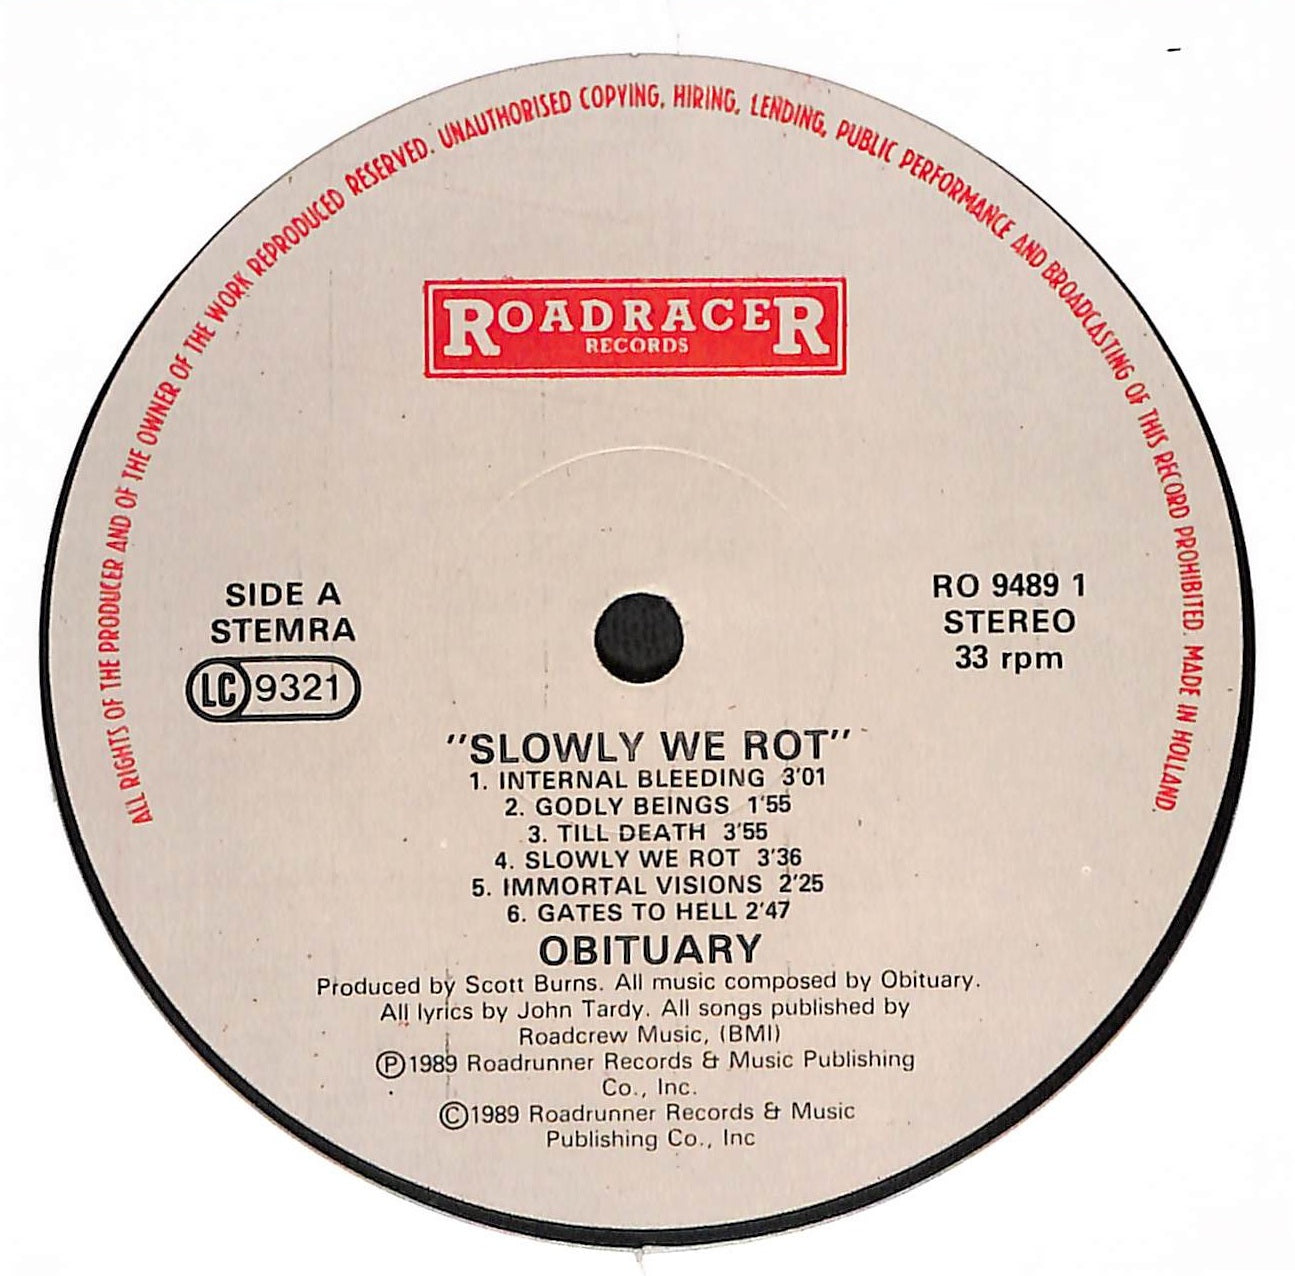 ALL RIGHTS OF THE PRODUCER AND OF THE OWNER OF THE WORK REPRODUCED RESERVED. UNAUTHORISED COPYING, HIRING, LENDING, PUBLIC PERFORMANCE AND BROADCASTING OF THIS RECORD PROHIBITED. MADE IN HOLLAND.
ROADRACER
RECORDS
SIDE A
STEMRA
LC 9321
RO 9489 1
STEREO
33 rpm
"SLOWLY WE ROT"
1. INTERNAL BLEEDING 3'01
2. GODLY BEINGS 1'55
3. TILL DEATH 3'55
4. SLOWLY WE ROT 3'36
5. IMMORTAL VISIONS 2'25
6. GATES TO HELL 2'47
OBITUARY
Produced by Scott Burns. All music composed by Obituary.
All lyrics by John Tardy. All songs published by
Roadcrew Music, (BMI)
Ⓟ1989 Roadrunner Records & Music Publishing
Co., Inc.
©1989 Roadrunner Records & Music
Publishing Co., Inc